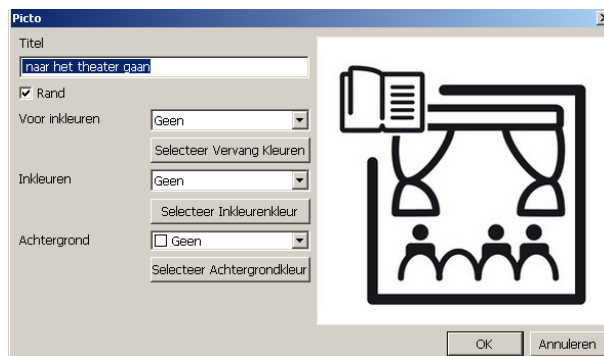 Picto
Titel
naar het theater gaan
Rand
Voor inkleuren
Geen
Selecteer Vervang Kleuren
Inkleuren
Geen
Selecteer Inkleurenkleur
Achtergrond
Geen
Selecteer Achtergrondkleur
OK
Annuleren